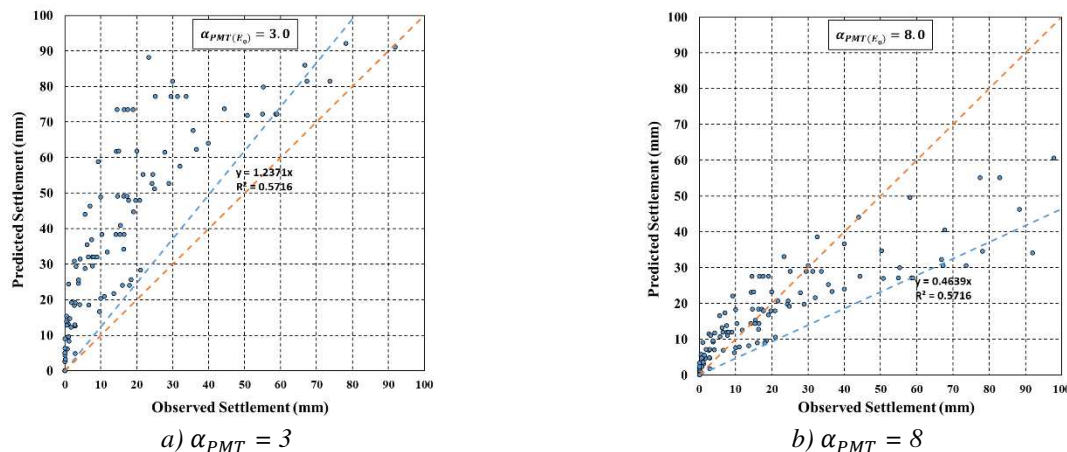 α_PMT(E_o) = 3.0
100
90
80
70
60
50
40
30
20
10
0
Predicted Settlement (mm)
y = 1.2371x
R² = 0.5716
0 10 20 30 40 50 60 70 80 90 100
Observed Settlement (mm)
a) α_PMT = 3
α_PMT(E_o) = 8.0
100
90
80
70
60
50
40
30
20
10
0
Predicted Settlement (mm)
y = 0.4639x
R² = 0.5716
0 10 20 30 40 50 60 70 80 90 100
Observed Settlement (mm)
b) α_PMT = 8